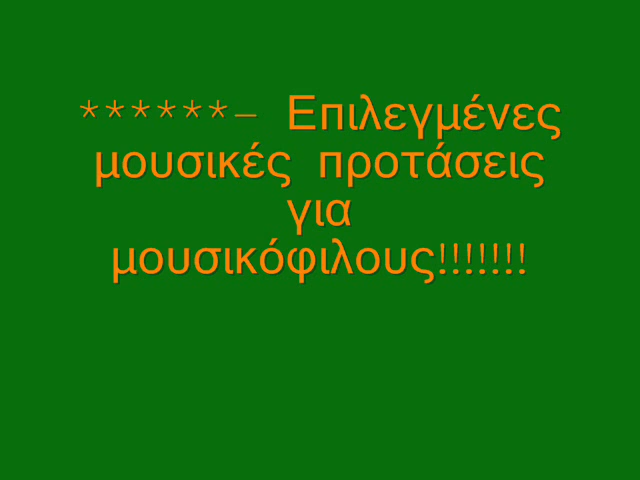 ******– Επιλεγμένες
μουσικές προτάσεις
για
μουσικόφιλους!!!!!!!